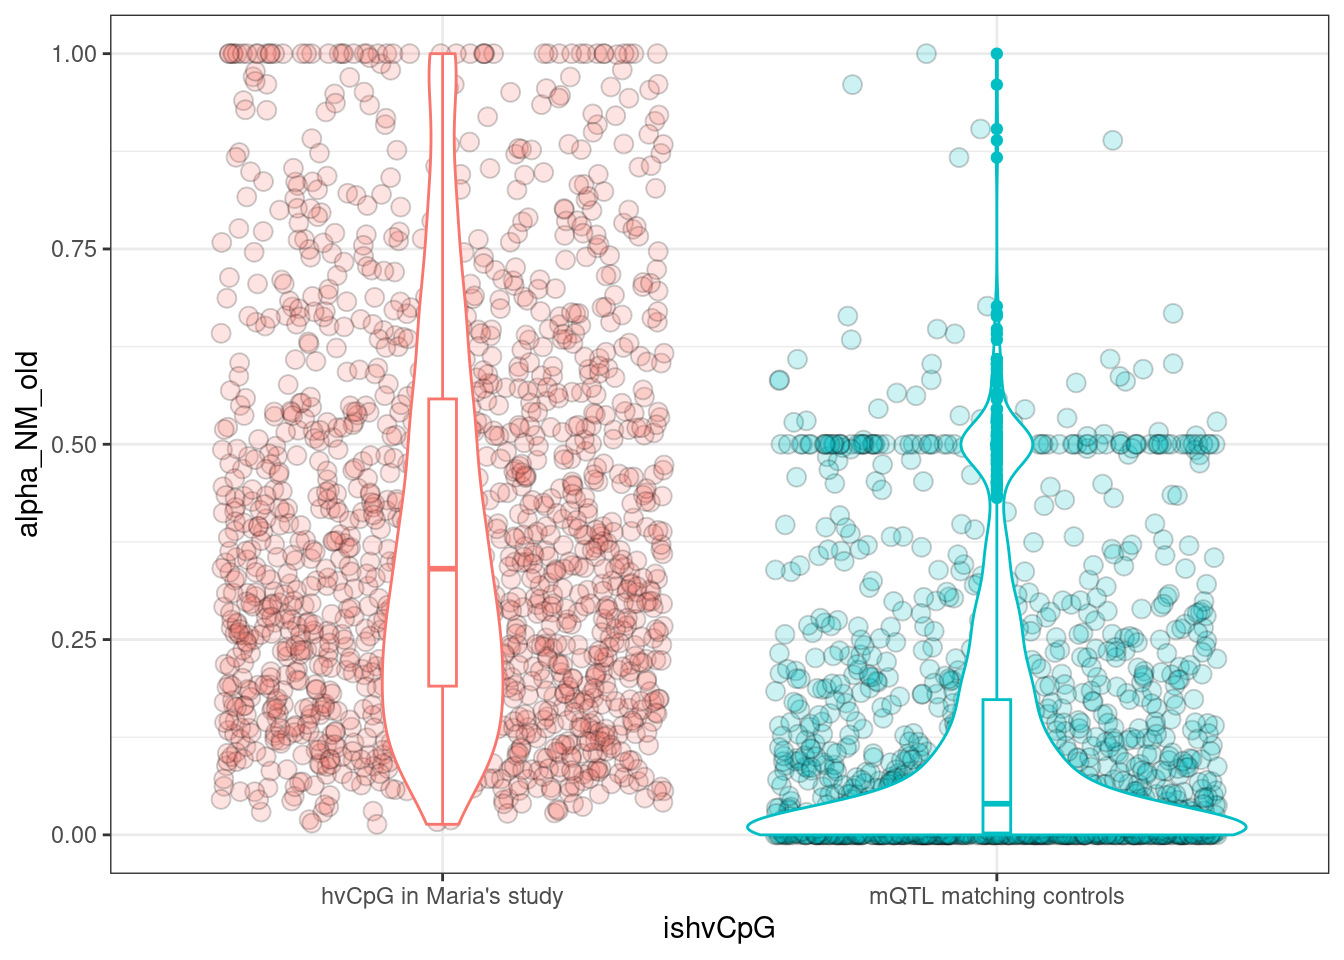 1.00
0.75
0.50
0.25
0.00
alpha_NM_old
hvCpG in Maria's study
mQTL matching controls
ishvCpG